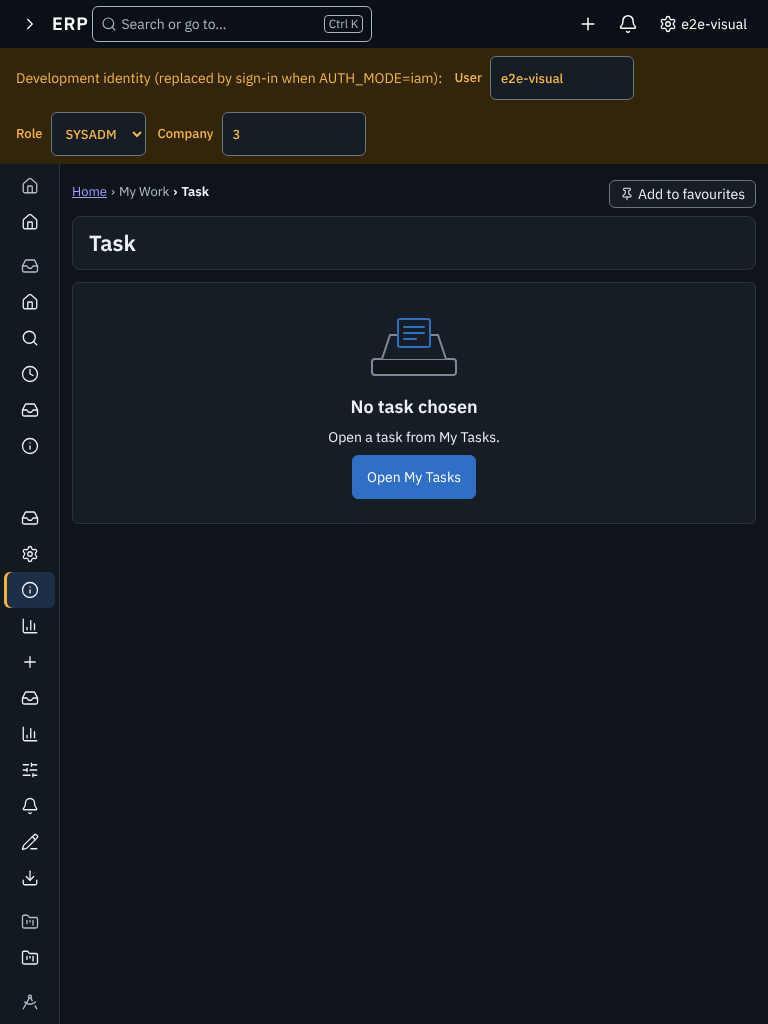 ERP
Search or go to...
Ctrl K
e2e-visual
Development identity (replaced by sign-in when AUTH_MODE=iam):
User
e2e-visual
Role
SYSADM
Company
3
Home › My Work › Task
Add to favourites
Task
No task chosen
Open a task from My Tasks.
Open My Tasks